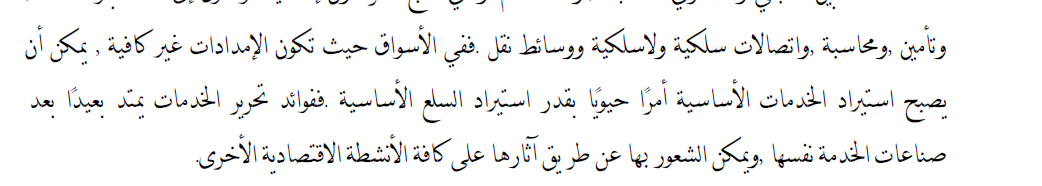 وتأمين ,ومحاسبة ,واتصالات سلكية ولاسلكية ووسائط نقل .ففي الأسواق حيث تكون الإمدادات غير كافية , يمكن أن
يصبح استيراد الخدمات الأساسية أمرًا حيويًا بقدر استيراد السلع الأساسية .ففوائد تحرير الخدمات يمتد بعيدًا بعد
صناعات الخدمة نفسها ,ويمكن الشعور بها عن طريق آثارها على كافة الأنشطة الاقتصادية الأخرى.